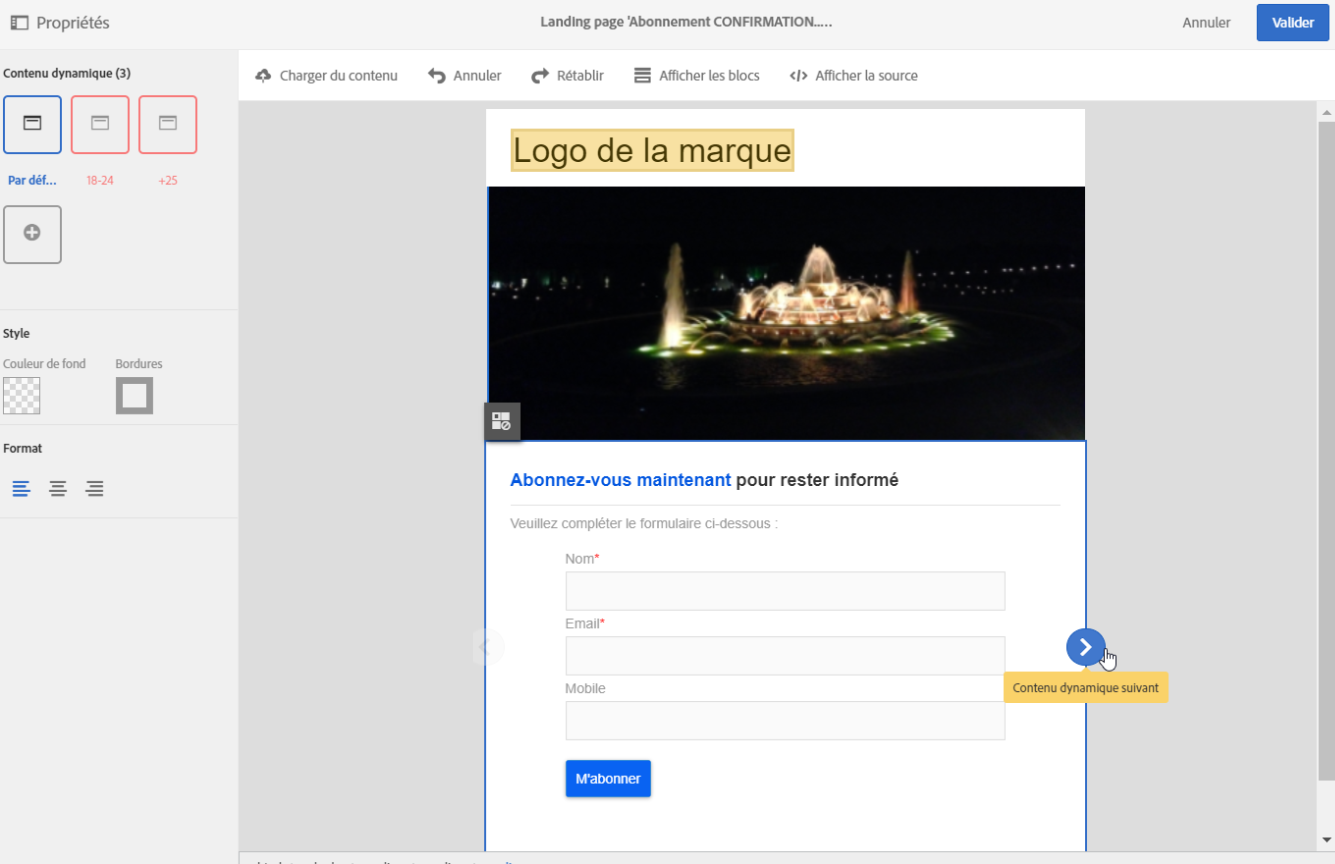 Propriétés
Landing page 'Abonnement CONFIRMATION.....
Annuler
Valider
Contenu dynamique (3)
Charger du contenu
Annuler
Rétablir
Afficher les blocs
Afficher la source
Par déf...
18-24
+25
Style
Couleur de fond
Bordures
Format
Logo de la marque
Abonnez-vous maintenant pour rester informé
Veuillez compléter le formulaire ci-dessous :
Nom*
Email*
Mobile
Contenu dynamique suivant
M'abonner